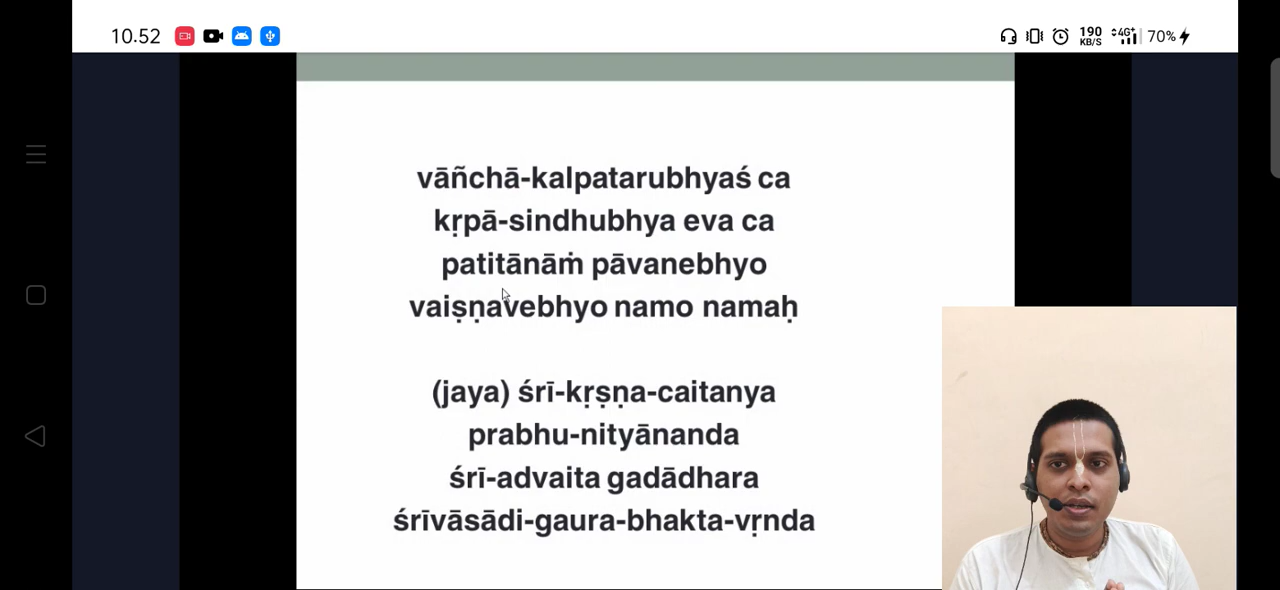 10.52
190
KB/S
4G+
70%
vāñchā-kalpatarubhyaś ca
kṛpā-sindhubhya eva ca
patitānāṁ pāvanebhyo
vaiṣṇavebhyo namo namaḥ
(jaya) śrī-kṛṣṇa-caitanya
prabhu-nityānanda
śrī-advaita gadādhara
śrīvāsādi-gaura-bhakta-vṛnda